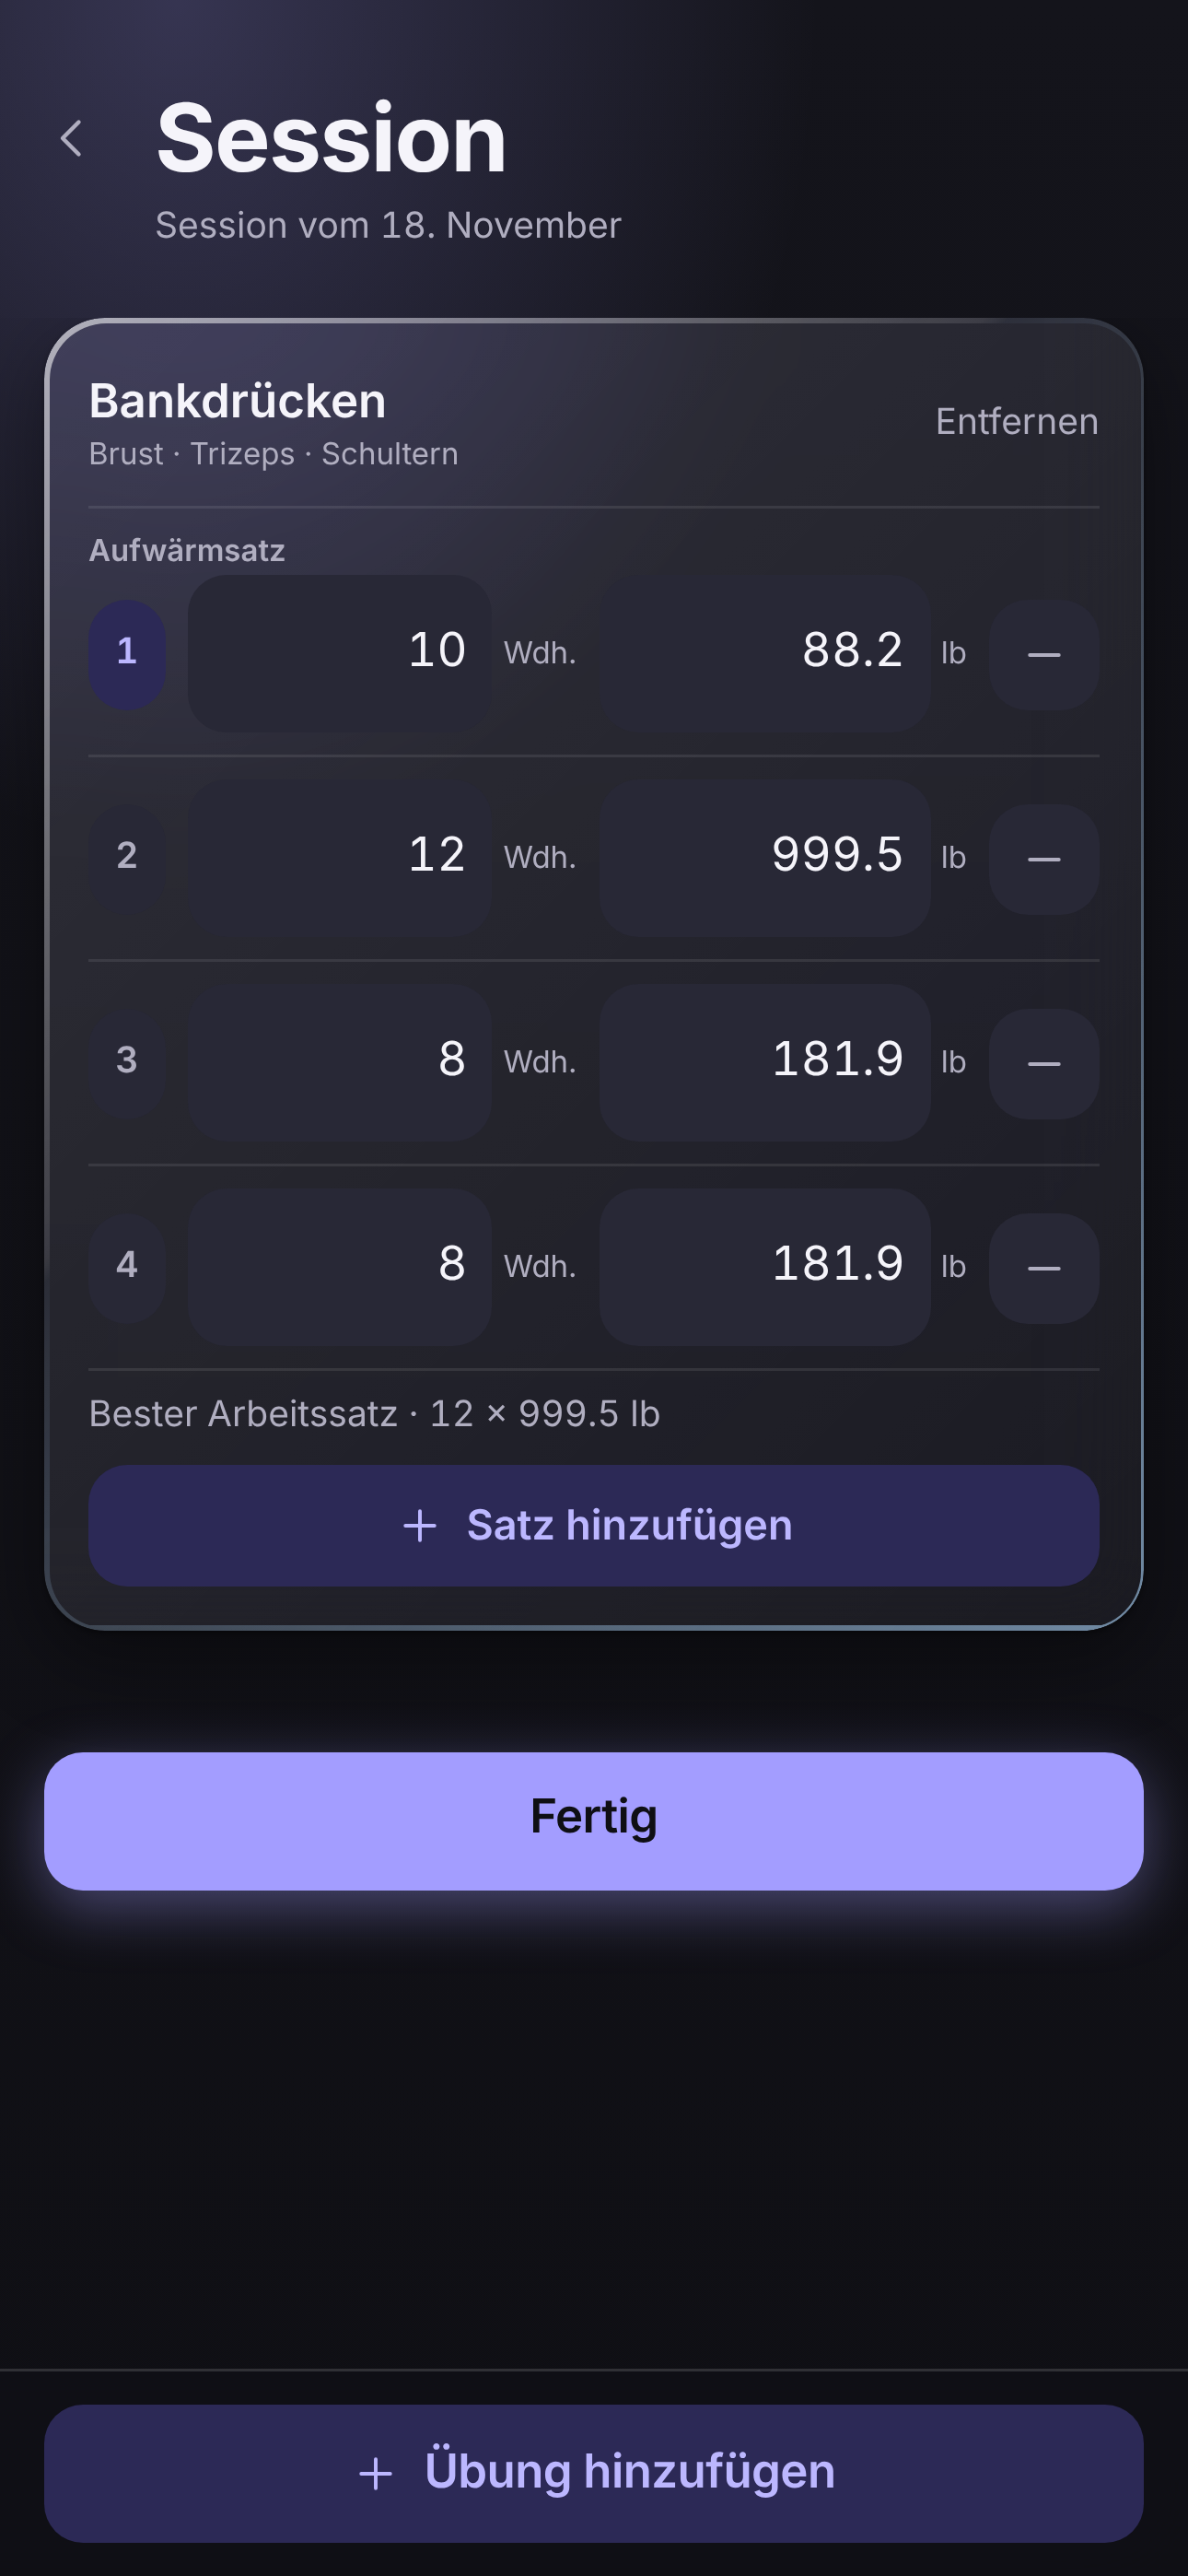 Session
Session vom 18. November
Bankdrücken
Entfernen
Brust · Trizeps · Schultern
Aufwärmsatz
1 10 Wdh. 88.2 lb —
2 12 Wdh. 999.5 lb —
3 8 Wdh. 181.9 lb —
4 8 Wdh. 181.9 lb —
Bester Arbeitssatz · 12 × 999.5 lb
+ Satz hinzufügen
Fertig
+ Übung hinzufügen